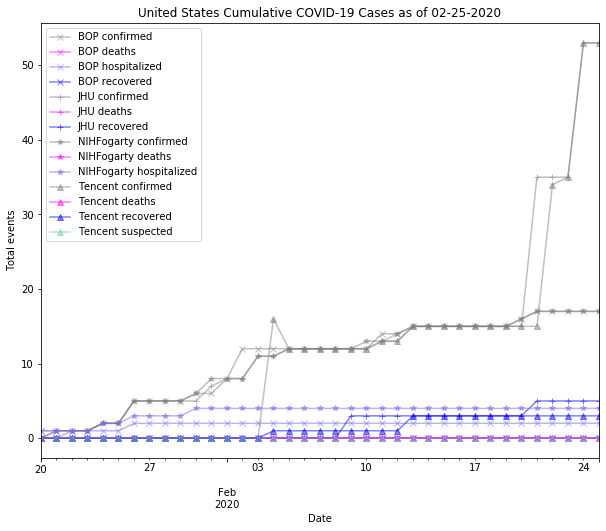 United States Cumulative COVID-19 Cases as of 02-25-2020
BOP confirmed
BOP deaths
BOP hospitalized
BOP recovered
JHU confirmed
JHU deaths
JHU recovered
NIHFogarty confirmed
NIHFogarty deaths
NIHFogarty hospitalized
Tencent confirmed
Tencent deaths
Tencent recovered
Tencent suspected
Total events
50
40
30
20
10
0
20 27 03 10 17 24
Feb
2020
Date